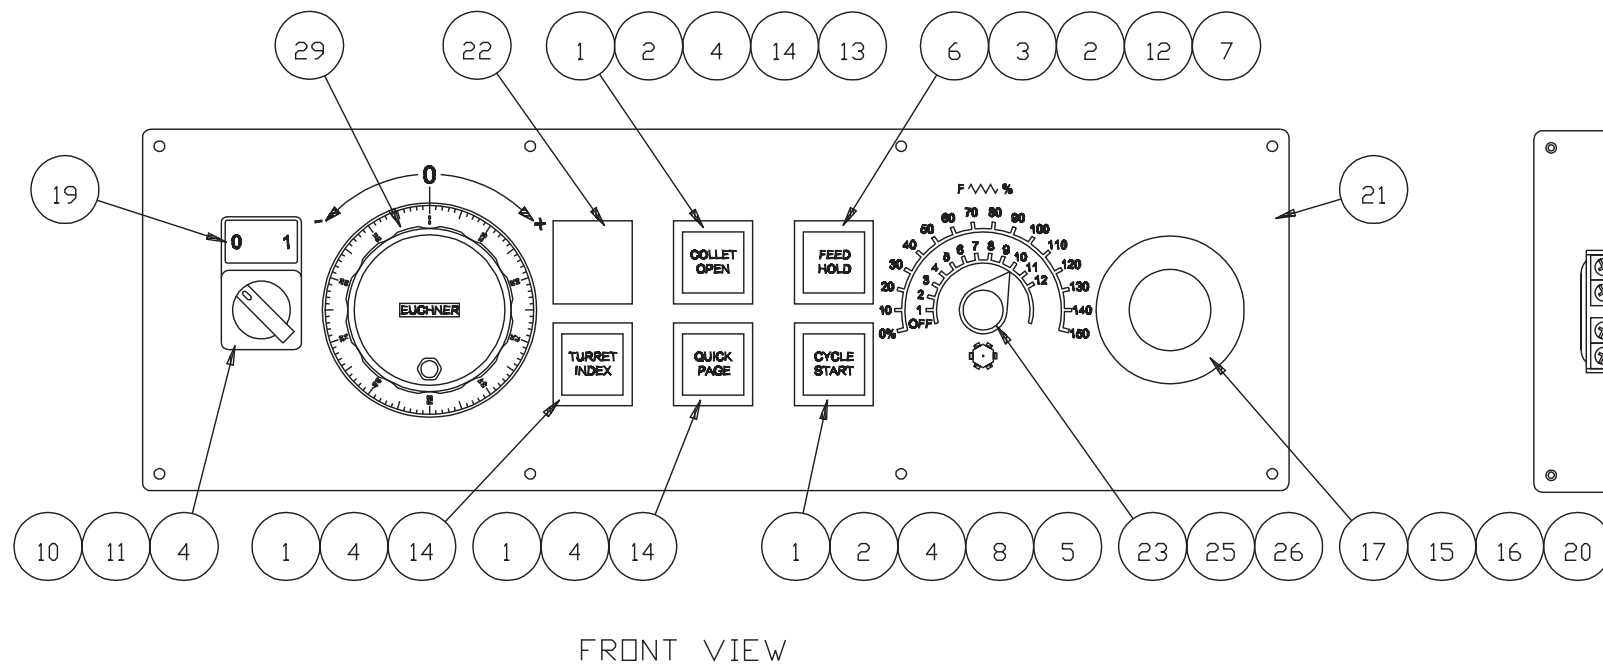 29 22 1 2 4 14 13 6 3 2 12 7
19 21
0
- +
F %
0 1
COLLET
OPEN
FEED
HOLD
EUCHNER
TURRET
INDEX
QUICK
PAGE
CYCLE
START
0% 10 20 30 40 50 60 70 80 90 100 110 120 130 140 150
OFF 1 2 3 4 5 6 7 8 9 10 11 12
10 11 4 1 4 14 1 4 14 1 2 4 8 5 23 25 26 17 15 16 20
FRONT VIEW